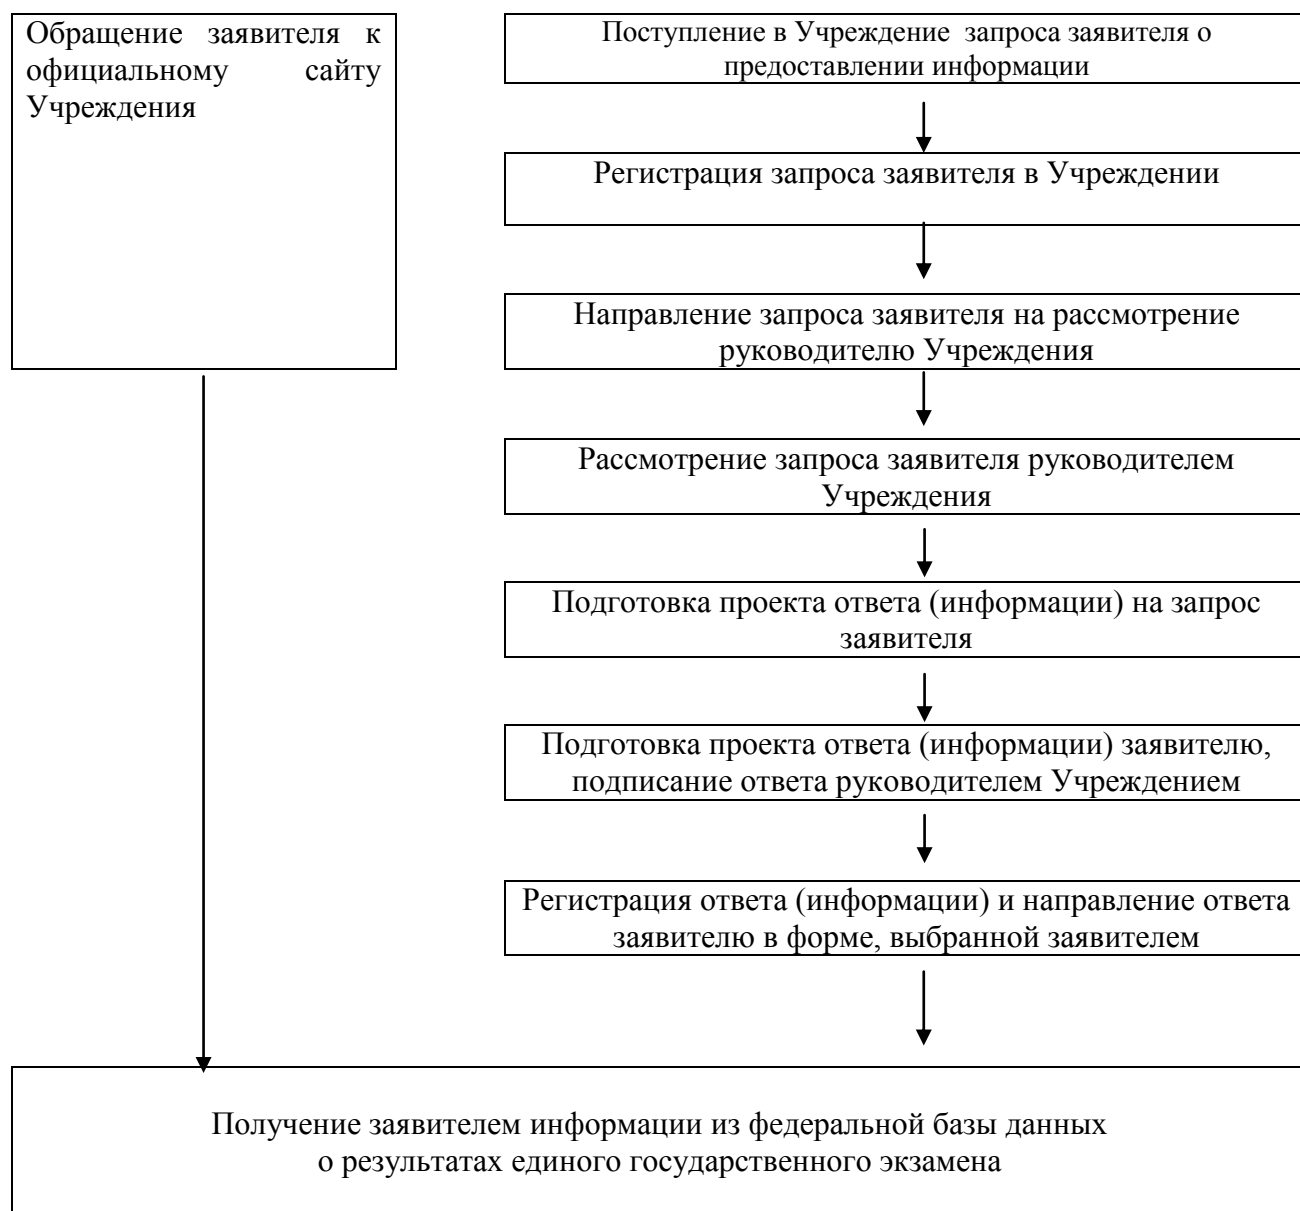 Обращение заявителя к
официальному сайту
Учреждения
Поступление в Учреждение запроса заявителя о
предоставлении информации
Регистрация запроса заявителя в Учреждении
Направление запроса заявителя на рассмотрение
руководителю Учреждения
Рассмотрение запроса заявителя руководителем
Учреждения
Подготовка проекта ответа (информации) на запрос
заявителя
Подготовка проекта ответа (информации) заявителю,
подписание ответа руководителем Учреждением
Регистрация ответа (информации) и направление ответа
заявителю в форме, выбранной заявителем
Получение заявителем информации из федеральной базы данных
о результатах единого государственного экзамена